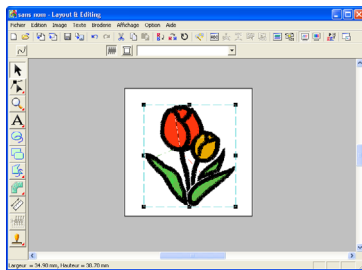 sans nom - Layout & Editing
Fichier Edition Image Texte Broderie Affichage Option Aide
Largeur = 34.90 mm, Hauteur = 38.70 mm